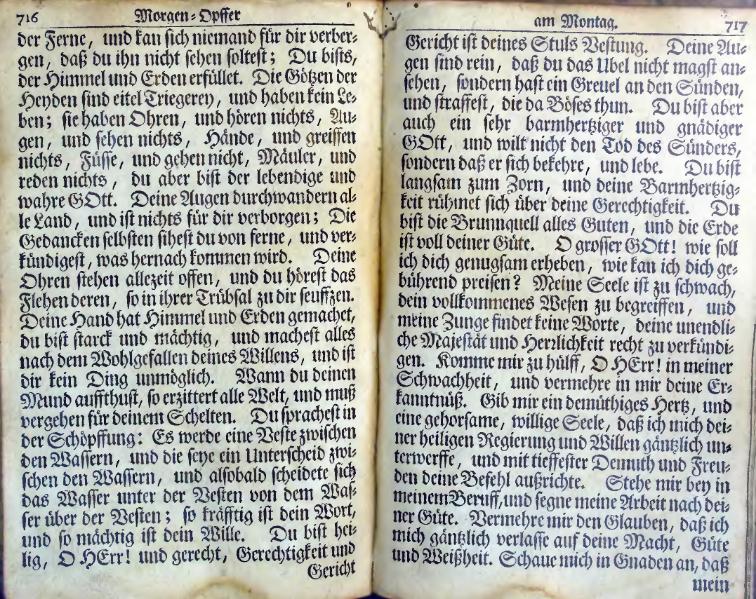 716 Morgen-Opffer
der Ferne, und kan sich niemand für dir verber-
gen, daß du ihn nicht sehen soltest; Du bists,
der Himmel und Erden erfüllet. Die Götzen der
Heyden sind eitel Triegerey, und haben kein Le-
ben; sie haben Ohren, und hören nichts, Au-
gen, und sehen nichts, Hände, und greiffen
nichts, Füsse, und gehen nicht, Mäuler, und
reden nichts, du aber bist der lebendige und
wahre GOtt. Deine Augen durchwandern al-
le Land, und ist nichts für dir verborgen; Die
Gedancken selbsten sihest du von ferne, und ver-
kündigest, was hernach kommen wird. Deine
Ohren stehen allezeit offen, und du hörest das
Flehen deren, so in ihrer Trübsal zu dir seuffzen.
Deine Hand hat Himmel und Erden gemachet,
du bist starck und mächtig, und machest alles
nach dem Wohlgefallen deines Willens, und ist
dir kein Ding unmöglich. Wann du deinen
Mund auffthust, so erzittert alle Welt, und muß
vergehen für deinem Schelten. Du sprachest in
der Schöpffung: Es werde eine Veste zwischen
den Wassern, und die seye ein Unterscheid zwi-
schen den Wassern, und alsobald scheidete sich
das Wasser unter der Vesten von dem Was-
ser über der Vesten; so kräfftig ist dein Wort,
und so mächtig ist dein Wille. Du bist hei-
lig, O HErr! und gerecht, Gerechtigkeit und
Gericht
am Montag. 717
Gericht ist deines Stuls Vestung. Deine Au-
gen sind rein, daß du das Ubel nicht magst an-
sehen, sondern hast ein Greuel an den Sünden,
und straffest, die da Böses thun. Du bist aber
auch ein sehr barmhertziger und gnädiger
GOtt, und wilt nicht den Tod des Sünders,
sondern daß er sich bekehre, und lebe. Du bist
langsam zum Zorn, und deine Barmhertzig-
keit rühmet sich über deine Gerechtigkeit. Du
bist die Brunnquell alles Guten, und die Erde
ist voll deiner Güte. O grosser GOtt! wie soll
ich dich genugsam erheben, wie kan ich dich ge-
bührend preisen? Meine Seele ist zu schwach,
dein vollkommenes Wesen zu begreiffen, und
meine Zunge findet keine Worte, deine unendli-
che Majestät und Herzlichkeit recht zu verkündi-
gen. Komme mir zu hülff, O HErr! in meiner
Schwachheit, und vermehre in mir deine Er-
kanntnüß. Gib mir ein demüthiges Hertz, und
eine gehorsame, willige Seele, daß ich mich dei-
ner heiligen Regierung und Willen gäntzlich un-
terwerffe, und mit tieffester Demuth und Freu-
den deine Befehl außrichte. Stehe mir bey in
meinem Beruff, und segne meine Arbeit nach dei-
ner Güte. Vermehre mir den Glauben, daß ich
mich gäntzlich verlasse auf deine Macht, Güte
und Weißheit. Schaue mich in Gnaden an, daß
mein